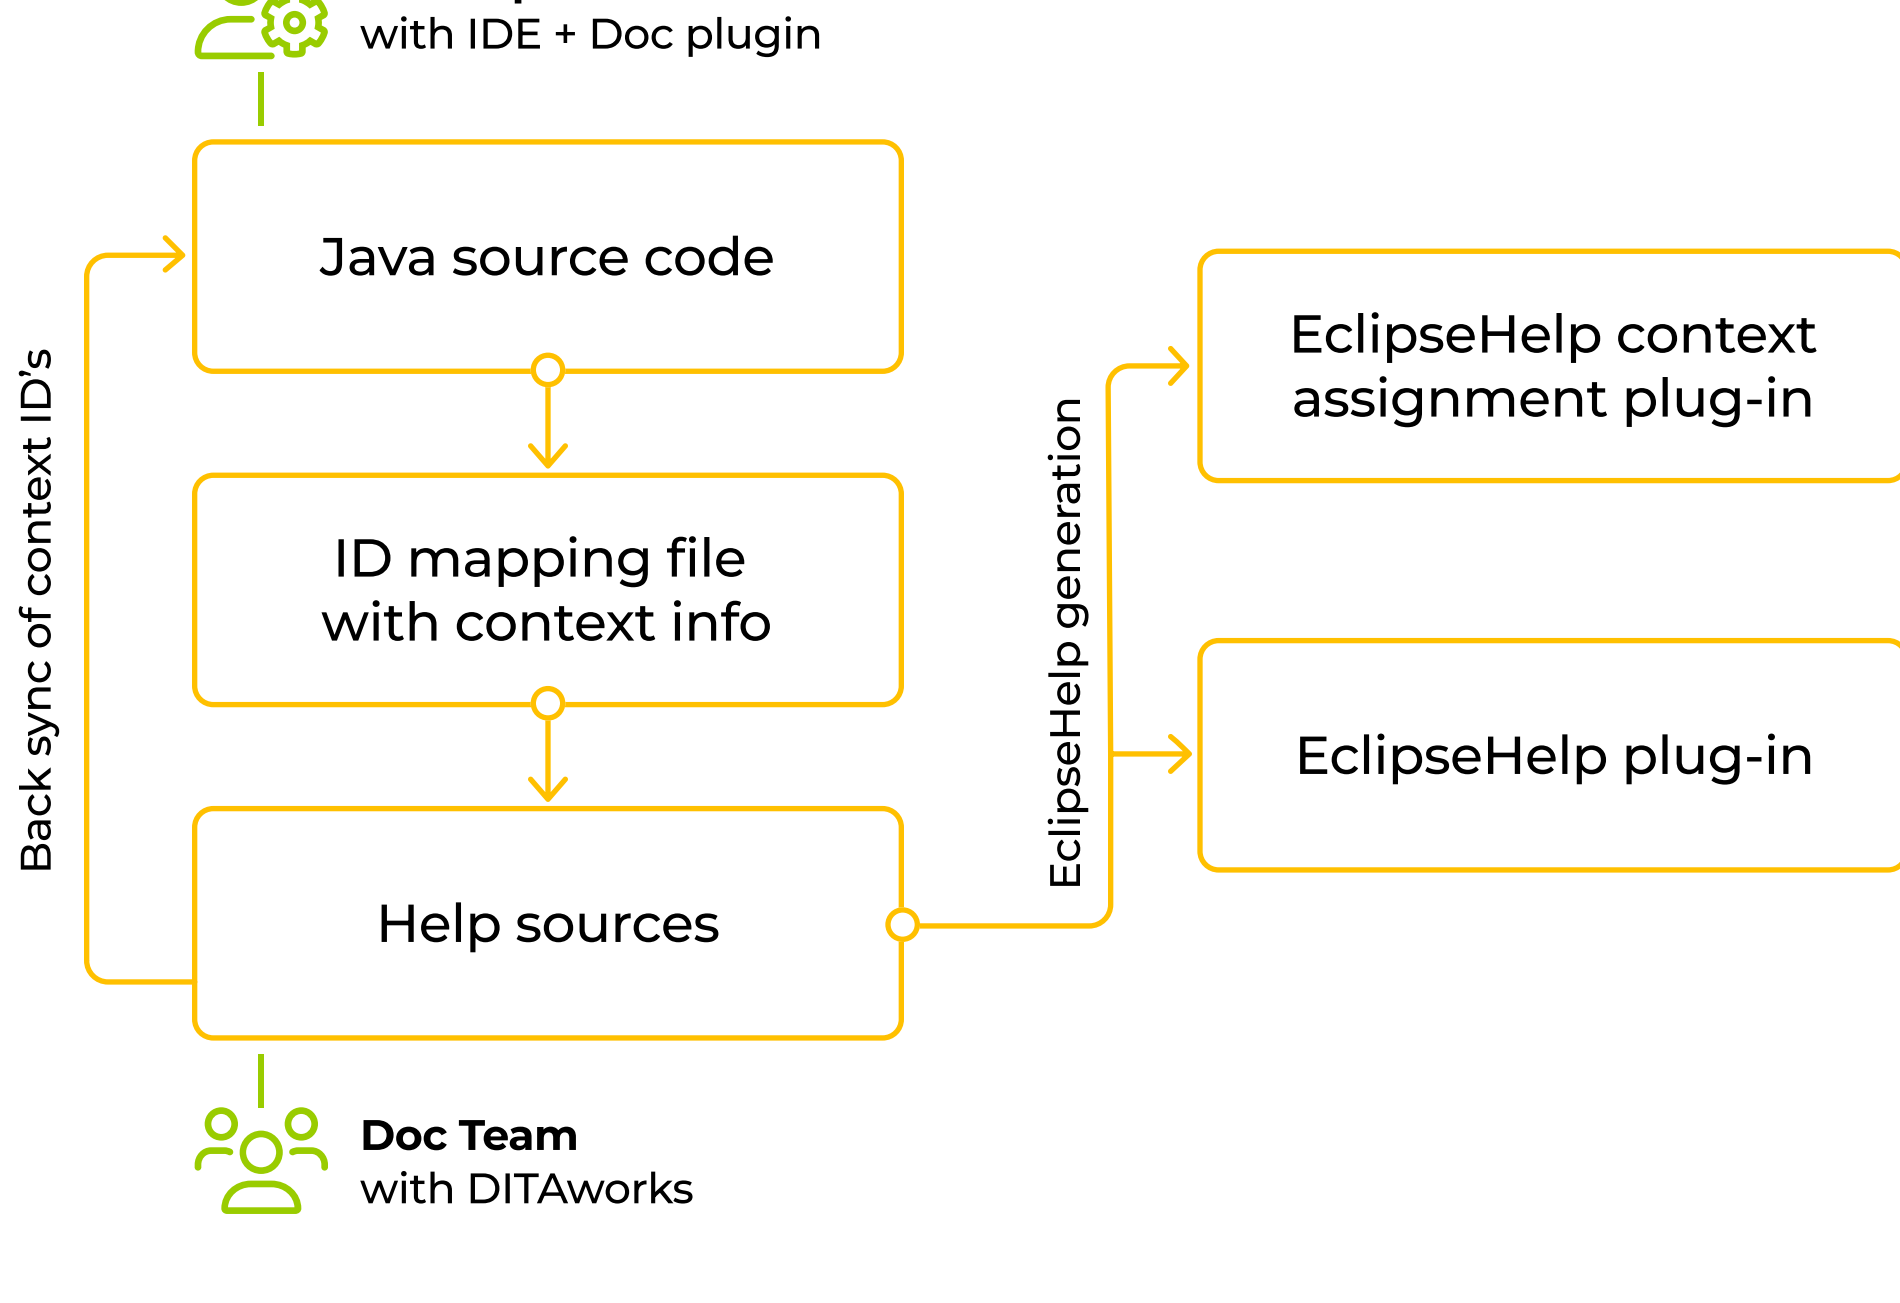 with IDE + Doc plugin
Java source code
ID mapping file
with context info
Help sources
Back sync of context ID’s
EclipseHelp generation
EclipseHelp context
assignment plug-in
EclipseHelp plug-in
Doc Team
with DITAworks